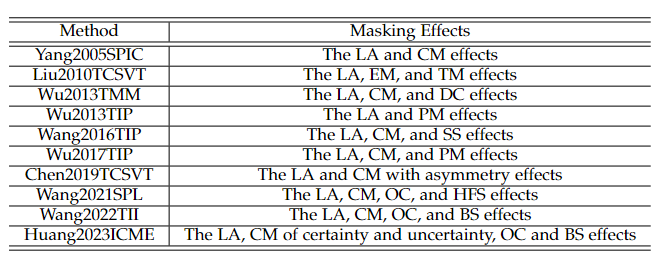 Method Masking Effects
Yang2005SPIC The LA and CM effects
Liu2010TCSVT The LA, EM, and TM effects
Wu2013TMM The LA, CM, and DC effects
Wu2013TIP The LA and PM effects
Wang2016TIP The LA, CM, and SS effects
Wu2017TIP The LA, CM, and PM effects
Chen2019TCSVT The LA and CM with asymmetry effects
Wang2021SPL The LA, CM, OC, and HFS effects
Wang2022TII The LA, CM, OC, and BS effects
Huang2023ICME The LA, CM of certainty and uncertainty, OC and BS effects